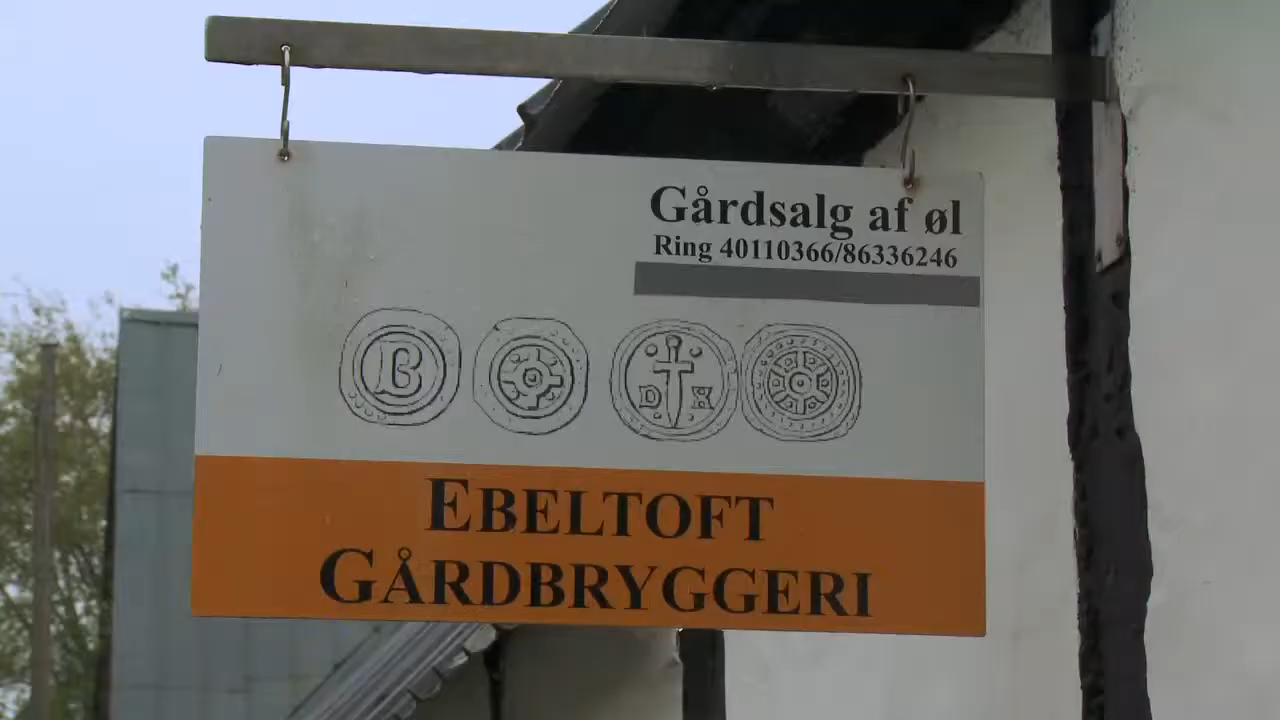 Gårdsalg af øl
Ring 40110366/86336246
B
D
EBELTOFT
GÅRDBRYGGERI